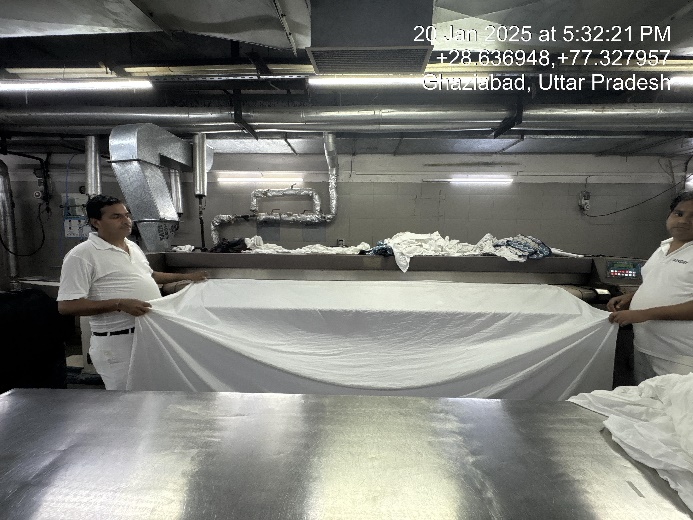 20 Jan 2025 at 5:32:21 PM
+28.636948,+77.327957
Ghaziabad, Uttar Pradesh